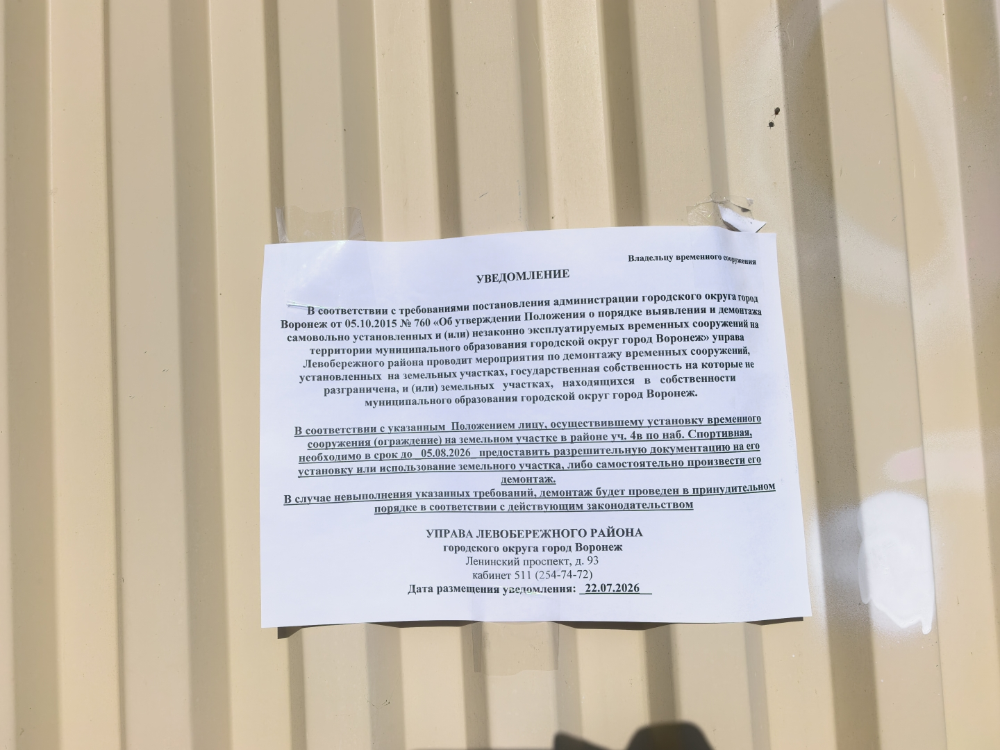 Владельцу временного сооружения
УВЕДОМЛЕНИЕ
В соответствии с требованиями постановления администрации городского округа город
Воронеж от 05.10.2015 № 760 «Об утверждении Положения о порядке выявления и демонтажа
самовольно установленных и (или) незаконно эксплуатируемых временных сооружений на
территории муниципального образования городской округ город Воронеж» управа
Левобережного района проводит мероприятия по демонтажу временных сооружений,
установленных на земельных участках, государственная собственность на которые не
разграничена, и (или) земельных участках, находящихся в собственности
муниципального образования городской округ город Воронеж.
В соответствии с указанным Положением лицу, осуществившему установку временного
сооружения (ограждение) на земельном участке в районе уч. 4в по наб. Спортивная,
необходимо в срок до 05.08.2026 предоставить разрешительную документацию на его
установку или использование земельного участка, либо самостоятельно произвести его
демонтаж.
В случае невыполнения указанных требований, демонтаж будет проведен в принудительном
порядке в соответствии с действующим законодательством
УПРАВА ЛЕВОБЕРЕЖНОГО РАЙОНА
городского округа город Воронеж
Ленинский проспект, д. 93
кабинет 511 (254-74-72)
Дата размещения уведомления: 22.07.2026